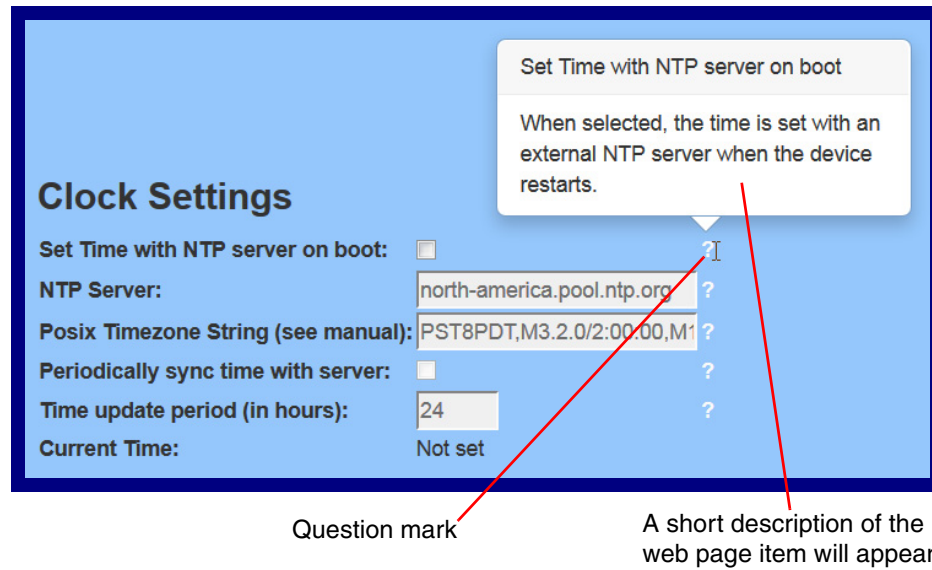 Set Time with NTP server on boot
When selected, the time is set with an
external NTP server when the device
restarts.
Clock Settings
Set Time with NTP server on boot: ?
NTP Server: north-america.pool.ntp.org ?
Posix Timezone String (see manual): PST8PDT,M3.2.0/2:00:00,M1 ?
Periodically sync time with server: ?
Time update period (in hours): 24 ?
Current Time: Not set
Question mark
A short description of the
web page item will appear